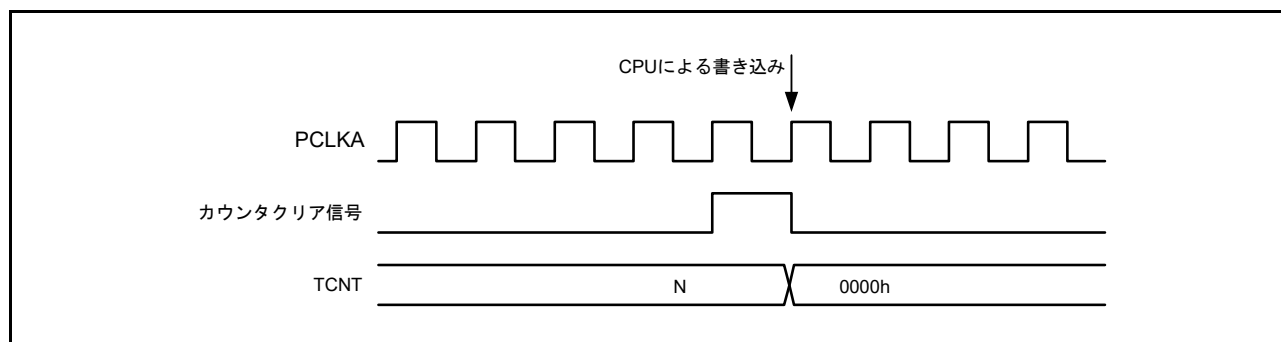 CPUによる書き込み
PCLKA
カウンタクリア信号
TCNT
N
0000h